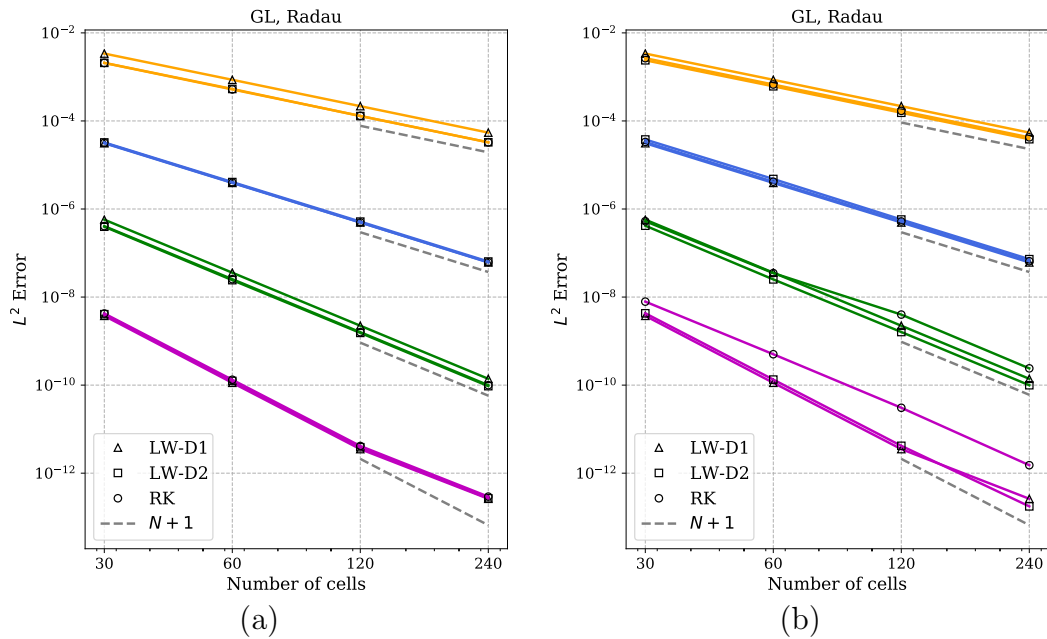 GL, Radau
10^{-2}
10^{-4}
10^{-6}
10^{-8}
10^{-10}
10^{-12}
L^2 Error
LW-D1
LW-D2
RK
N + 1
30
60
120
240
Number of cells
(a)
GL, Radau
10^{-2}
10^{-4}
10^{-6}
10^{-8}
10^{-10}
10^{-12}
L^2 Error
LW-D1
LW-D2
RK
N + 1
30
60
120
240
Number of cells
(b)